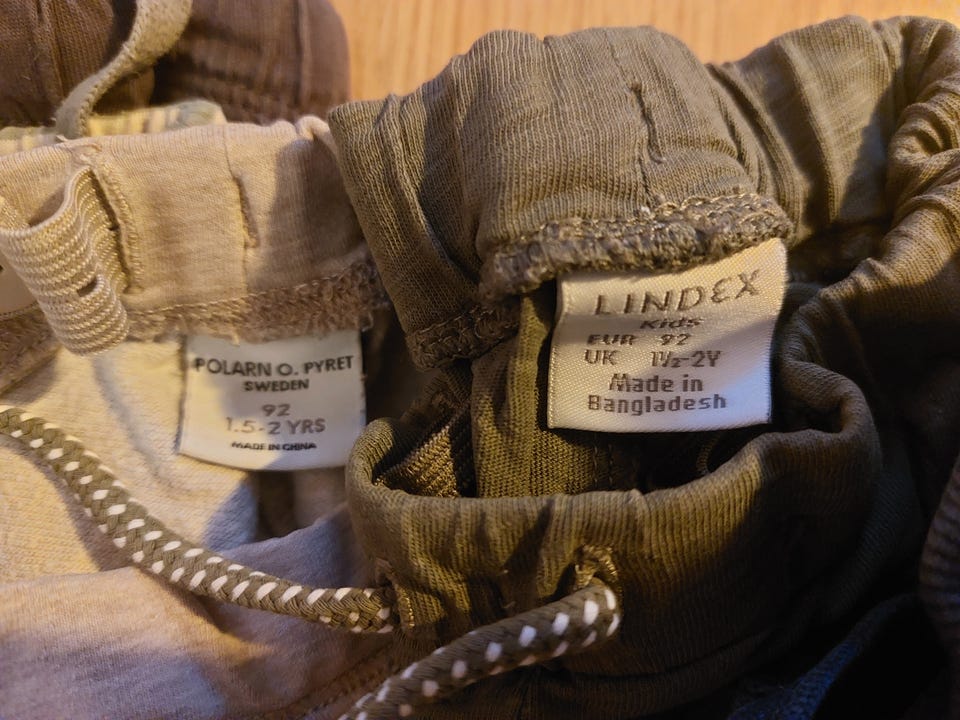 POLARN O. PYRET
SWEDEN
92
1.5-2 YRS
MADE IN CHINA
LINDEX
Kids
EUR 92
UK 1½-2Y
Made in
Bangladesh